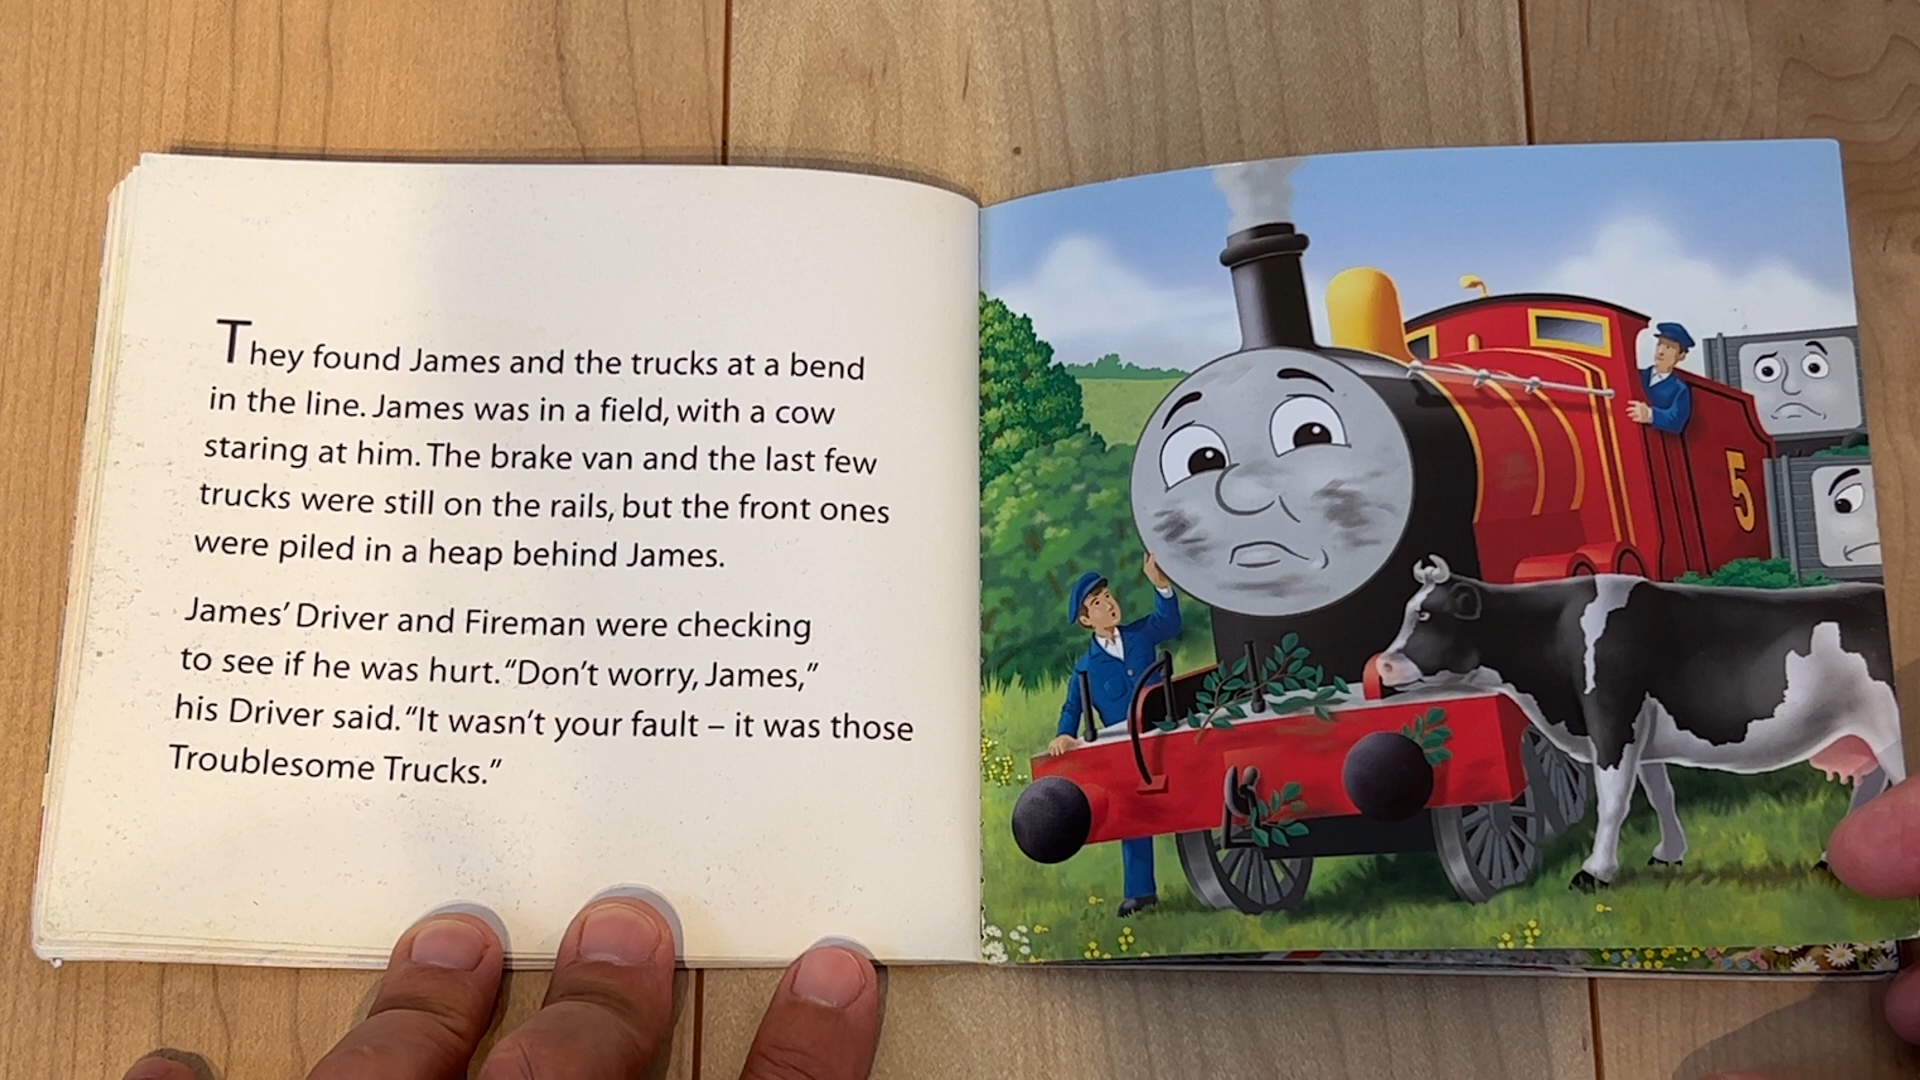 They found James and the trucks at a bend
in the line. James was in a field, with a cow
staring at him. The brake van and the last few
trucks were still on the rails, but the front ones
were piled in a heap behind James.
James’ Driver and Fireman were checking
to see if he was hurt. “Don’t worry, James,”
his Driver said. “It wasn’t your fault – it was those
Troublesome Trucks.”
5